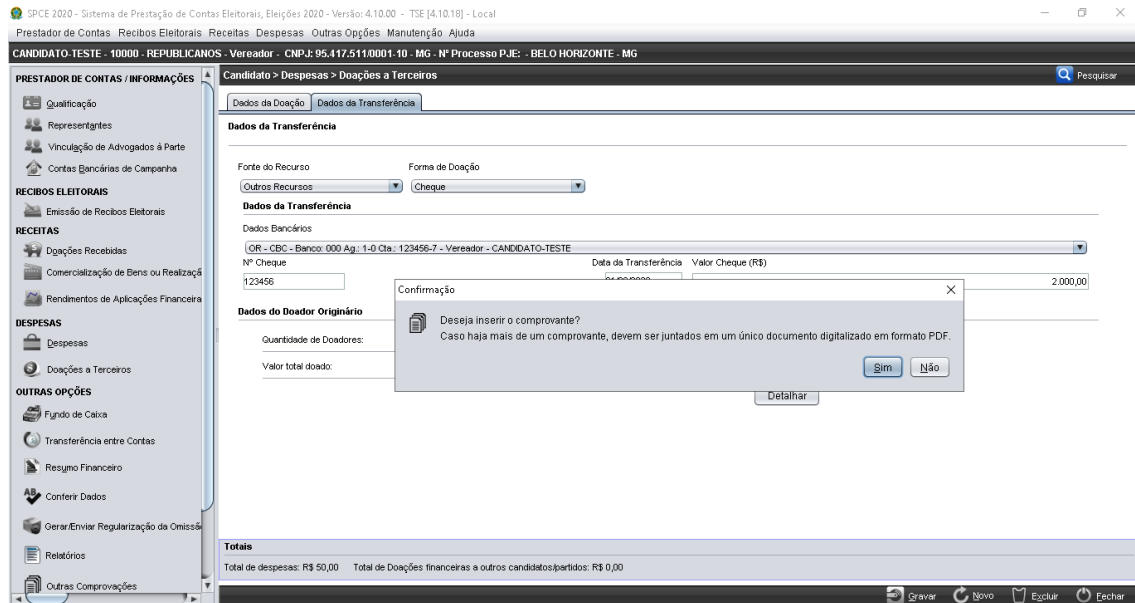 SPCE 2020 - Sistema de Prestação de Contas Eleitorais, Eleições 2020 - Versão: 4.10.00 - TSE [4.10.18] - Local
Prestador de Contas Recibos Eleitorais Receitas Despesas Outras Opções Manutenção Ajuda
CANDIDATO-TESTE - 10000 - REPUBLICANOS - Vereador - CNPJ: 95.417.511/0001-10 - MG - Nº Processo PJE: - BELO HORIZONTE - MG
PRESTADOR DE CONTAS / INFORMAÇÕES
Qualificação
Representantes
Vinculação de Advogados à Parte
Contas Bancárias de Campanha
RECIBOS ELEITORAIS
Emissão de Recibos Eleitorais
RECEITAS
Doações Recebidas
Comercialização de Bens ou Realizaçã
Rendimentos de Aplicações Financeira
DESPESAS
Despesas
Doações a Terceiros
OUTRAS OPÇÕES
Fundo de Caixa
Transferência entre Contas
Resumo Financeiro
Conferir Dados
Gerar/Enviar Regularização da Omissã
Relatórios
Outras Comprovações
Candidato > Despesas > Doações a Terceiros
Pesquisar
Dados da Doação Dados da Transferência
Dados da Transferência
Fonte do Recurso Forma de Doação
Outros Recursos Cheque
Dados da Transferência
Dados Bancários
OR - CBC - Banco: 000 Ag.: 1-0 Cta.: 123456-7 - Vereador - CANDIDATO-TESTE
Nº Cheque Data da Transferência Valor Cheque (R$)
123456 2.000,00
Dados do Doador Originário
Quantidade de Doadores:
Valor total doado:
Confirmação
Deseja inserir o comprovante?
Caso haja mais de um comprovante, devem ser juntados em um único documento digitalizado em formato PDF.
Sim Não
Detalhar
Totais
Total de despesas: R$ 50,00 Total de Doações financeiras a outros candidatos/partidos: R$ 0,00
Gravar Novo Excluir Fechar